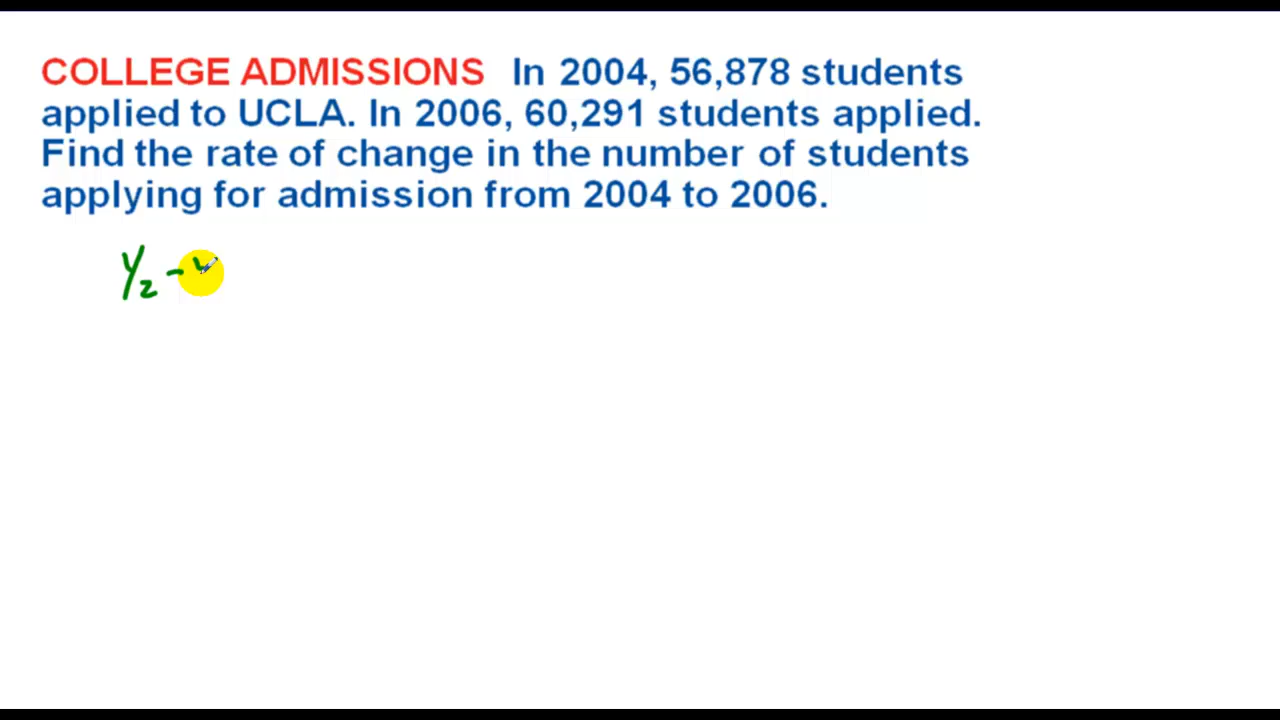 COLLEGE ADMISSIONS In 2004, 56,878 students
applied to UCLA. In 2006, 60,291 students applied.
Find the rate of change in the number of students
applying for admission from 2004 to 2006.
y₂ -